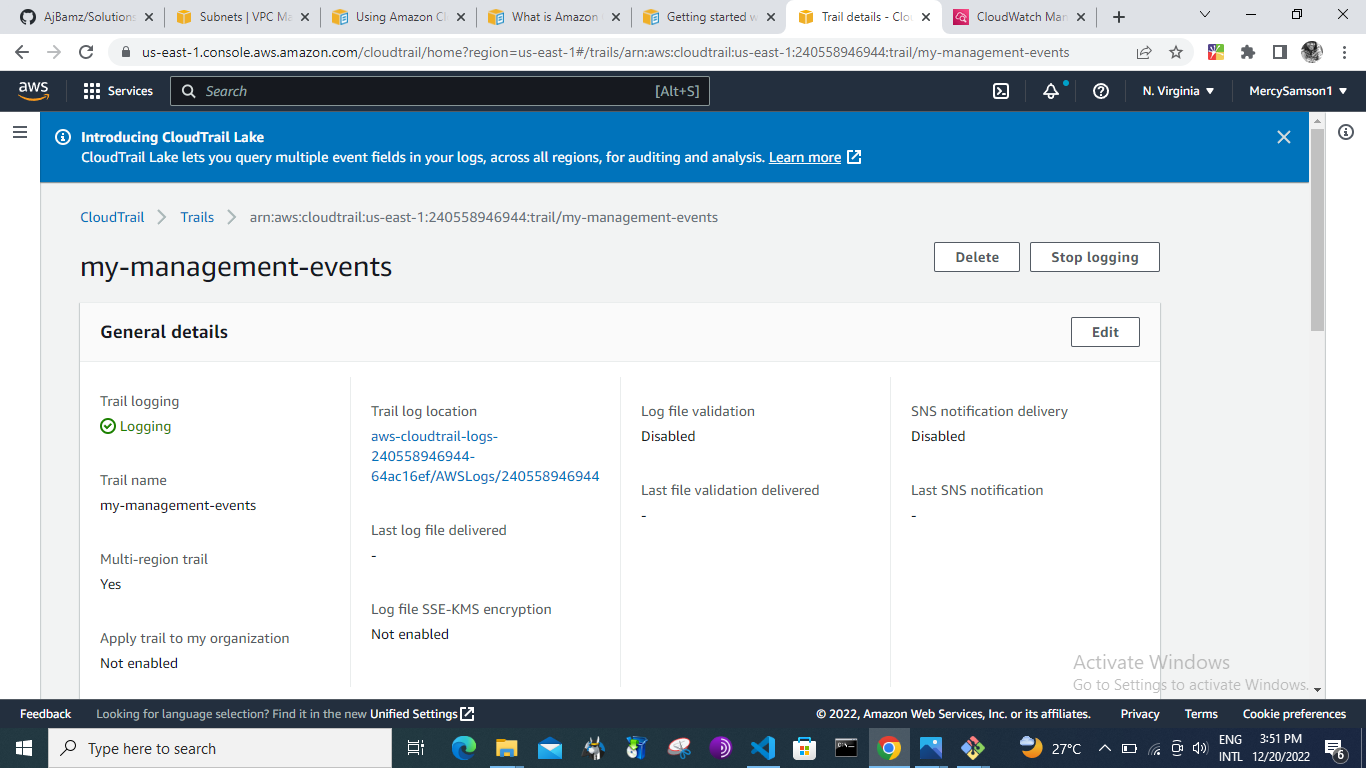 AjBamz/Solutions
Subnets | VPC Ma
Using Amazon Cl
What is Amazon
Getting started w
Trail details - Clou
CloudWatch Man
us-east-1.console.aws.amazon.com/cloudtrail/home?region=us-east-1#/trails/arn:aws:cloudtrail:us-east-1:240558946944:trail/my-management-events
aws
Services
Search
[Alt+S]
N. Virginia
MercySamson1
Introducing CloudTrail Lake
CloudTrail Lake lets you query multiple event fields in your logs, across all regions, for auditing and analysis. Learn more
CloudTrail
Trails
arn:aws:cloudtrail:us-east-1:240558946944:trail/my-management-events
my-management-events
Delete
Stop logging
General details
Edit
Trail logging
Logging
Trail name
my-management-events
Multi-region trail
Yes
Apply trail to my organization
Not enabled
Trail log location
aws-cloudtrail-logs-
240558946944-
64ac16ef/AWSLogs/240558946944
Last log file delivered
-
Log file SSE-KMS encryption
Not enabled
Log file validation
Disabled
Last file validation delivered
-
SNS notification delivery
Disabled
Last SNS notification
-
Activate Windows
Go to Settings to activate Windows.
Feedback
Looking for language selection? Find it in the new Unified Settings
© 2022, Amazon Web Services, Inc. or its affiliates.
Privacy
Terms
Cookie preferences
Type here to search
27°C
ENG
INTL
3:51 PM
12/20/2022
6